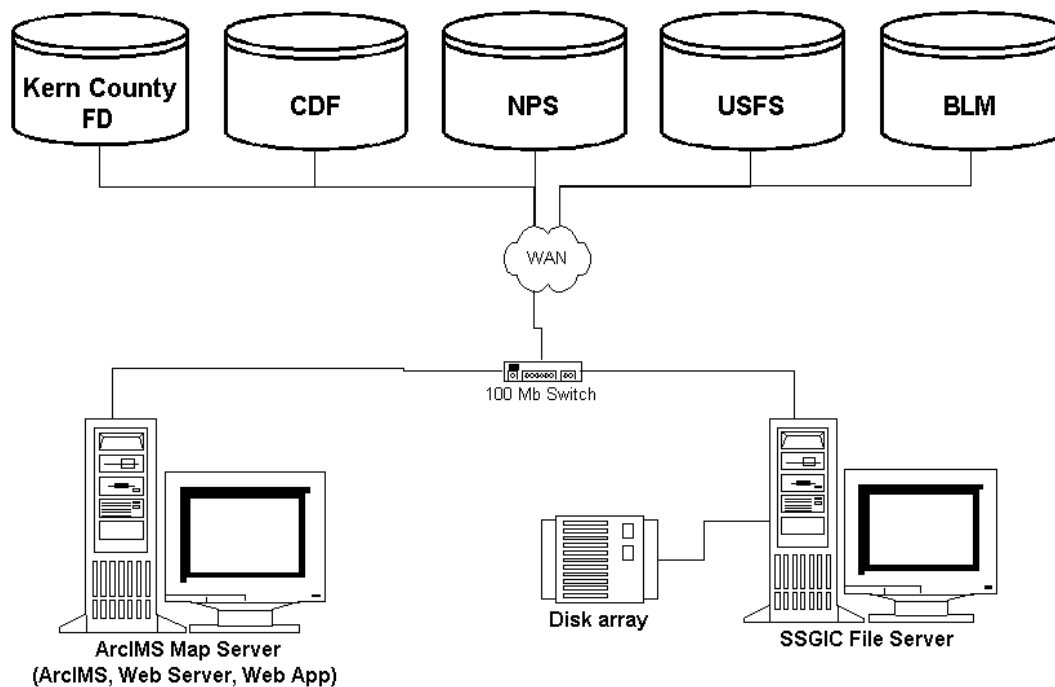 Kern County
FD
CDF
NPS
USFS
BLM
WAN
100 Mb Switch
Disk array
SSGIC File Server
ArcIMS Map Server
(ArcIMS, Web Server, Web App)